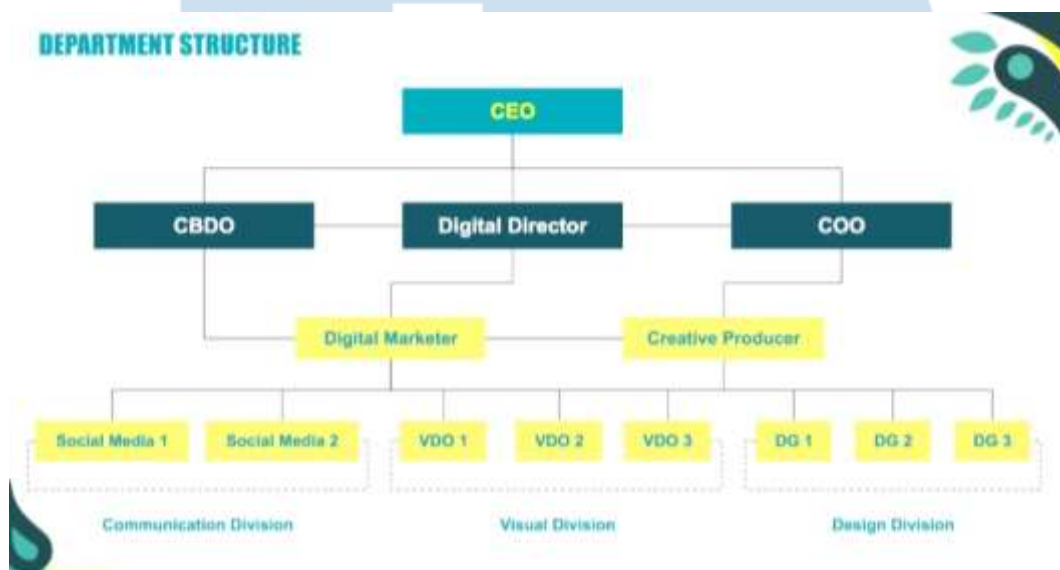 DEPARTMENT STRUCTURE
CEO
CBDO
Digital Director
COO
Digital Marketer
Creative Producer
Social Media 1
Social Media 2
VDO 1
VDO 2
VDO 3
DG 1
DG 2
DG 3
Communication Division
Visual Division
Design Division